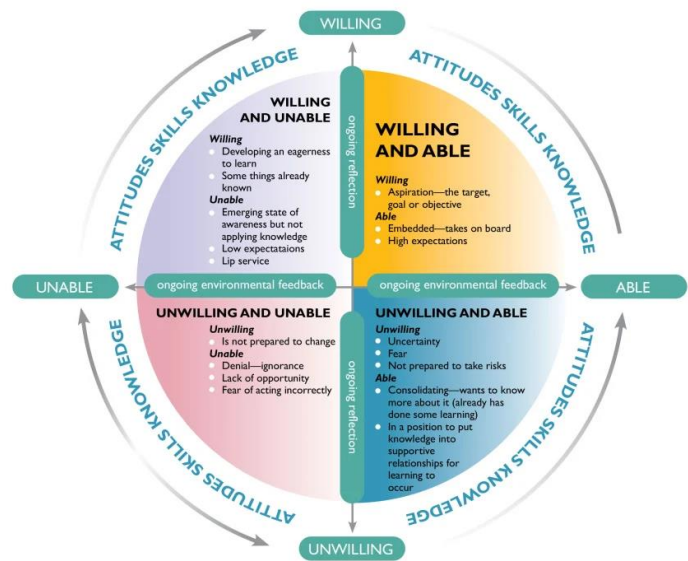 WILLING
ATTITUDES SKILLS KNOWLEDGE
ATTITUDES SKILLS KNOWLEDGE
WILLING
AND UNABLE
Willing
Developing an eagerness
to learn
Some things already
known
Unable
Emerging state of
awareness but not
applying knowledge
Low expectataions
Lip service
ongoing reflection
WILLING
AND ABLE
Willing
Aspiration—the target,
goal or objective
Able
Embedded—takes on board
High expectations
UNABLE
ongoing environmental feedback
ongoing environmental feedback
ABLE
UNWILLING AND UNABLE
Unwilling
Is not prepared to change
Unable
Denial—ignorance
Lack of opportunity
Fear of acting incorrectly
ongoing reflection
UNWILLING AND ABLE
Unwilling
Uncertainty
Fear
Not prepared to take risks
Able
Consolidating—wants to know
more about it (already has
done some learning)
In a position to put
knowledge into
supportive
relationships for
learning to
occur
ATTITUDES SKILLS KNOWLEDGE
ATTITUDES SKILLS KNOWLEDGE
UNWILLING